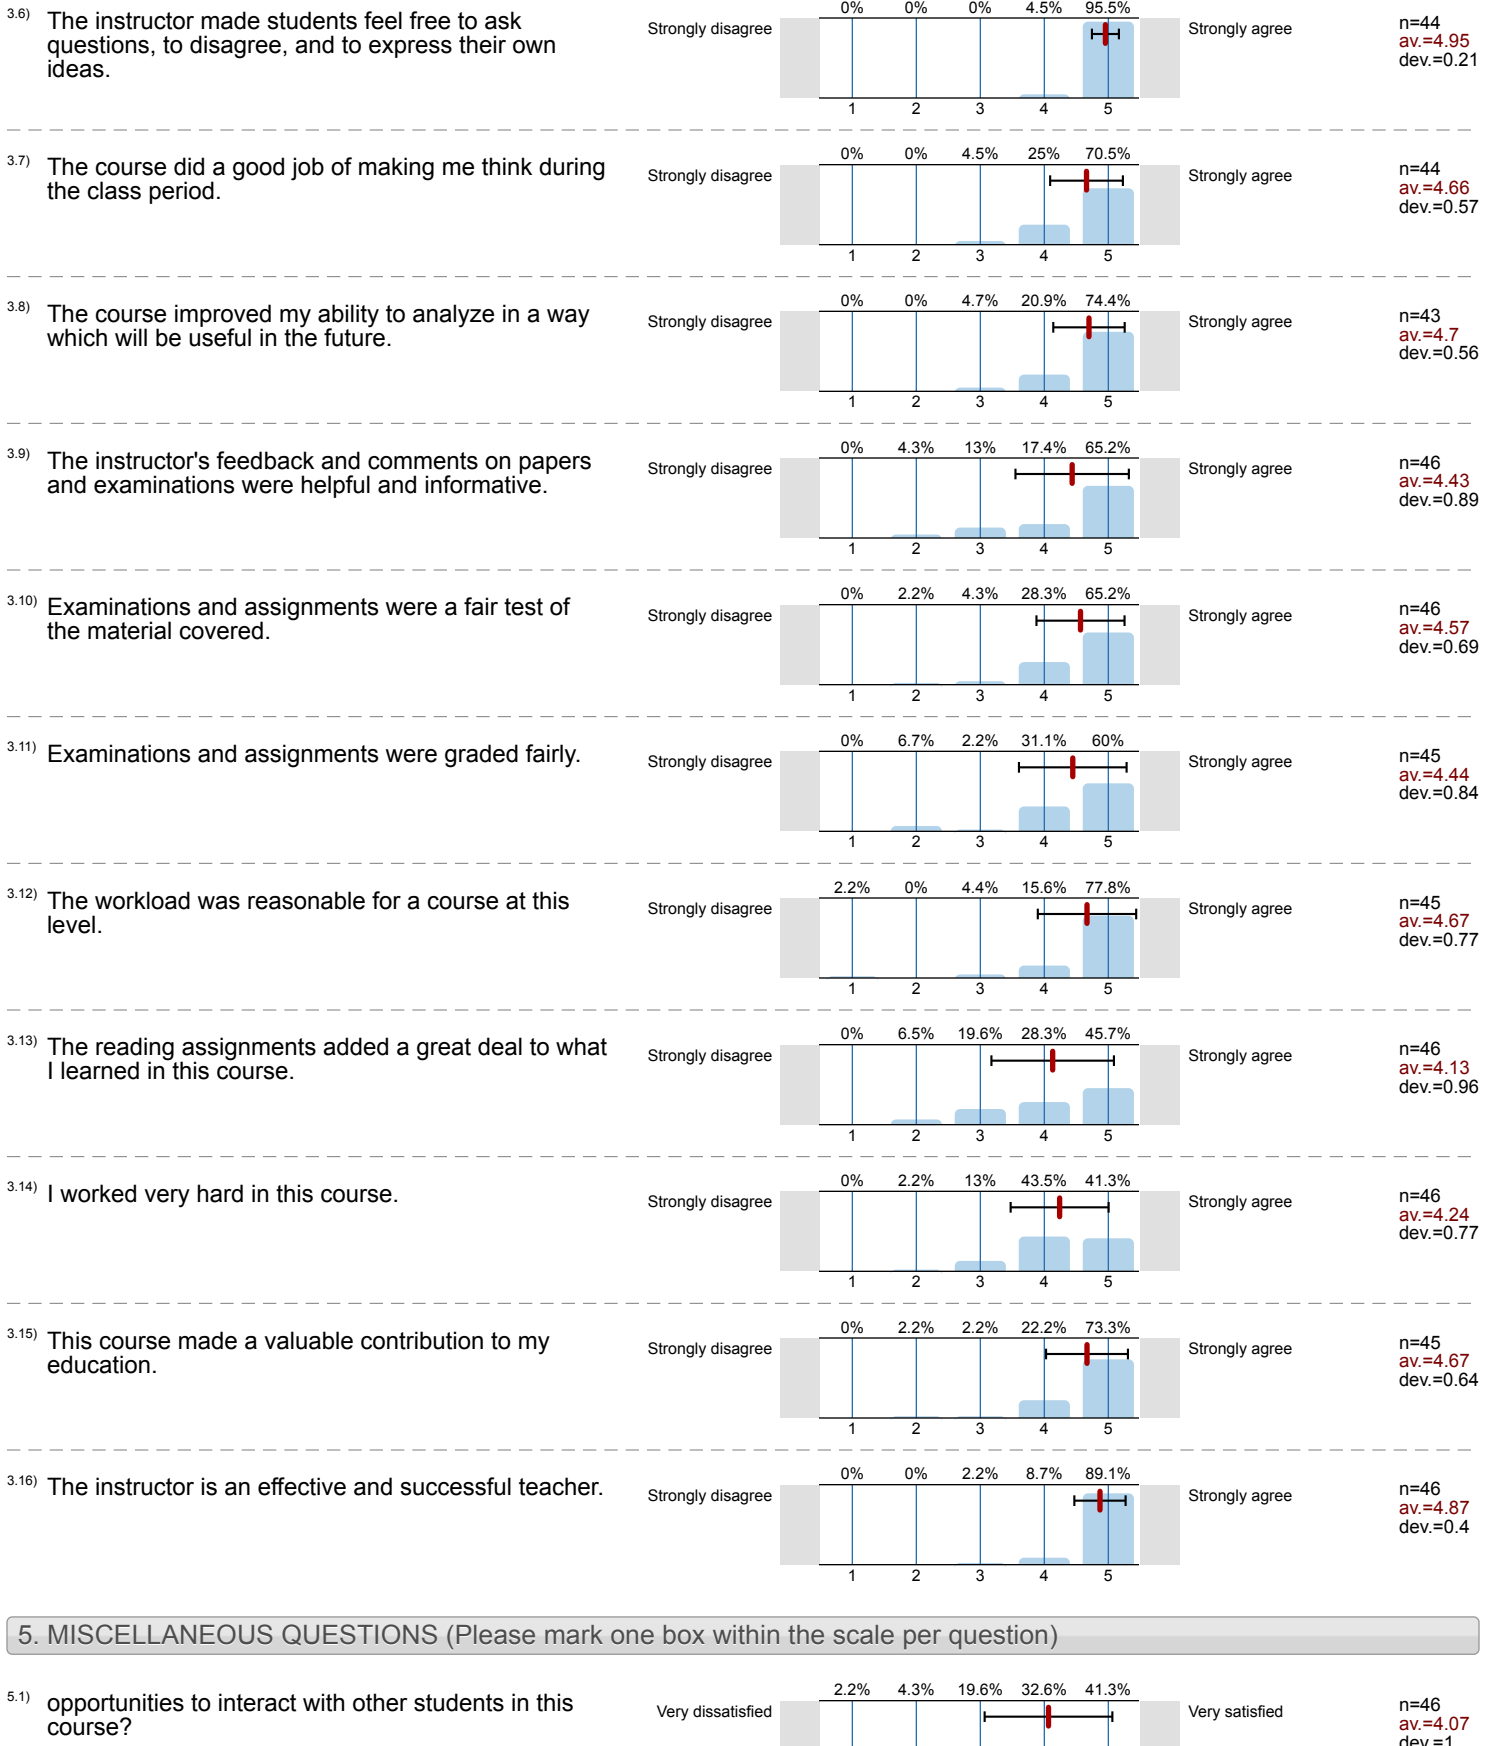 3.6) The instructor made students feel free to ask
questions, to disagree, and to express their own
ideas.
Strongly disagree
0% 0% 0% 4.5% 95.5%
1 2 3 4 5
Strongly agree
n=44
av.=4.95
dev.=0.21
3.7) The course did a good job of making me think during
the class period.
Strongly disagree
0% 0% 4.5% 25% 70.5%
1 2 3 4 5
Strongly agree
n=44
av.=4.66
dev.=0.57
3.8) The course improved my ability to analyze in a way
which will be useful in the future.
Strongly disagree
0% 0% 4.7% 20.9% 74.4%
1 2 3 4 5
Strongly agree
n=43
av.=4.7
dev.=0.56
3.9) The instructor's feedback and comments on papers
and examinations were helpful and informative.
Strongly disagree
0% 4.3% 13% 17.4% 65.2%
1 2 3 4 5
Strongly agree
n=46
av.=4.43
dev.=0.89
3.10) Examinations and assignments were a fair test of
the material covered.
Strongly disagree
0% 2.2% 4.3% 28.3% 65.2%
1 2 3 4 5
Strongly agree
n=46
av.=4.57
dev.=0.69
3.11) Examinations and assignments were graded fairly.
Strongly disagree
0% 6.7% 2.2% 31.1% 60%
1 2 3 4 5
Strongly agree
n=45
av.=4.44
dev.=0.84
3.12) The workload was reasonable for a course at this
level.
Strongly disagree
2.2% 0% 4.4% 15.6% 77.8%
1 2 3 4 5
Strongly agree
n=45
av.=4.67
dev.=0.77
3.13) The reading assignments added a great deal to what
I learned in this course.
Strongly disagree
0% 6.5% 19.6% 28.3% 45.7%
1 2 3 4 5
Strongly agree
n=46
av.=4.13
dev.=0.96
3.14) I worked very hard in this course.
Strongly disagree
0% 2.2% 13% 43.5% 41.3%
1 2 3 4 5
Strongly agree
n=46
av.=4.24
dev.=0.77
3.15) This course made a valuable contribution to my
education.
Strongly disagree
0% 2.2% 2.2% 22.2% 73.3%
1 2 3 4 5
Strongly agree
n=45
av.=4.67
dev.=0.64
3.16) The instructor is an effective and successful teacher.
Strongly disagree
0% 0% 2.2% 8.7% 89.1%
1 2 3 4 5
Strongly agree
n=46
av.=4.87
dev.=0.4
5. MISCELLANEOUS QUESTIONS (Please mark one box within the scale per question)
5.1) opportunities to interact with other students in this
course?
Very dissatisfied
2.2% 4.3% 19.6% 32.6% 41.3%
Very satisfied
n=46
av.=4.07
dev.=1